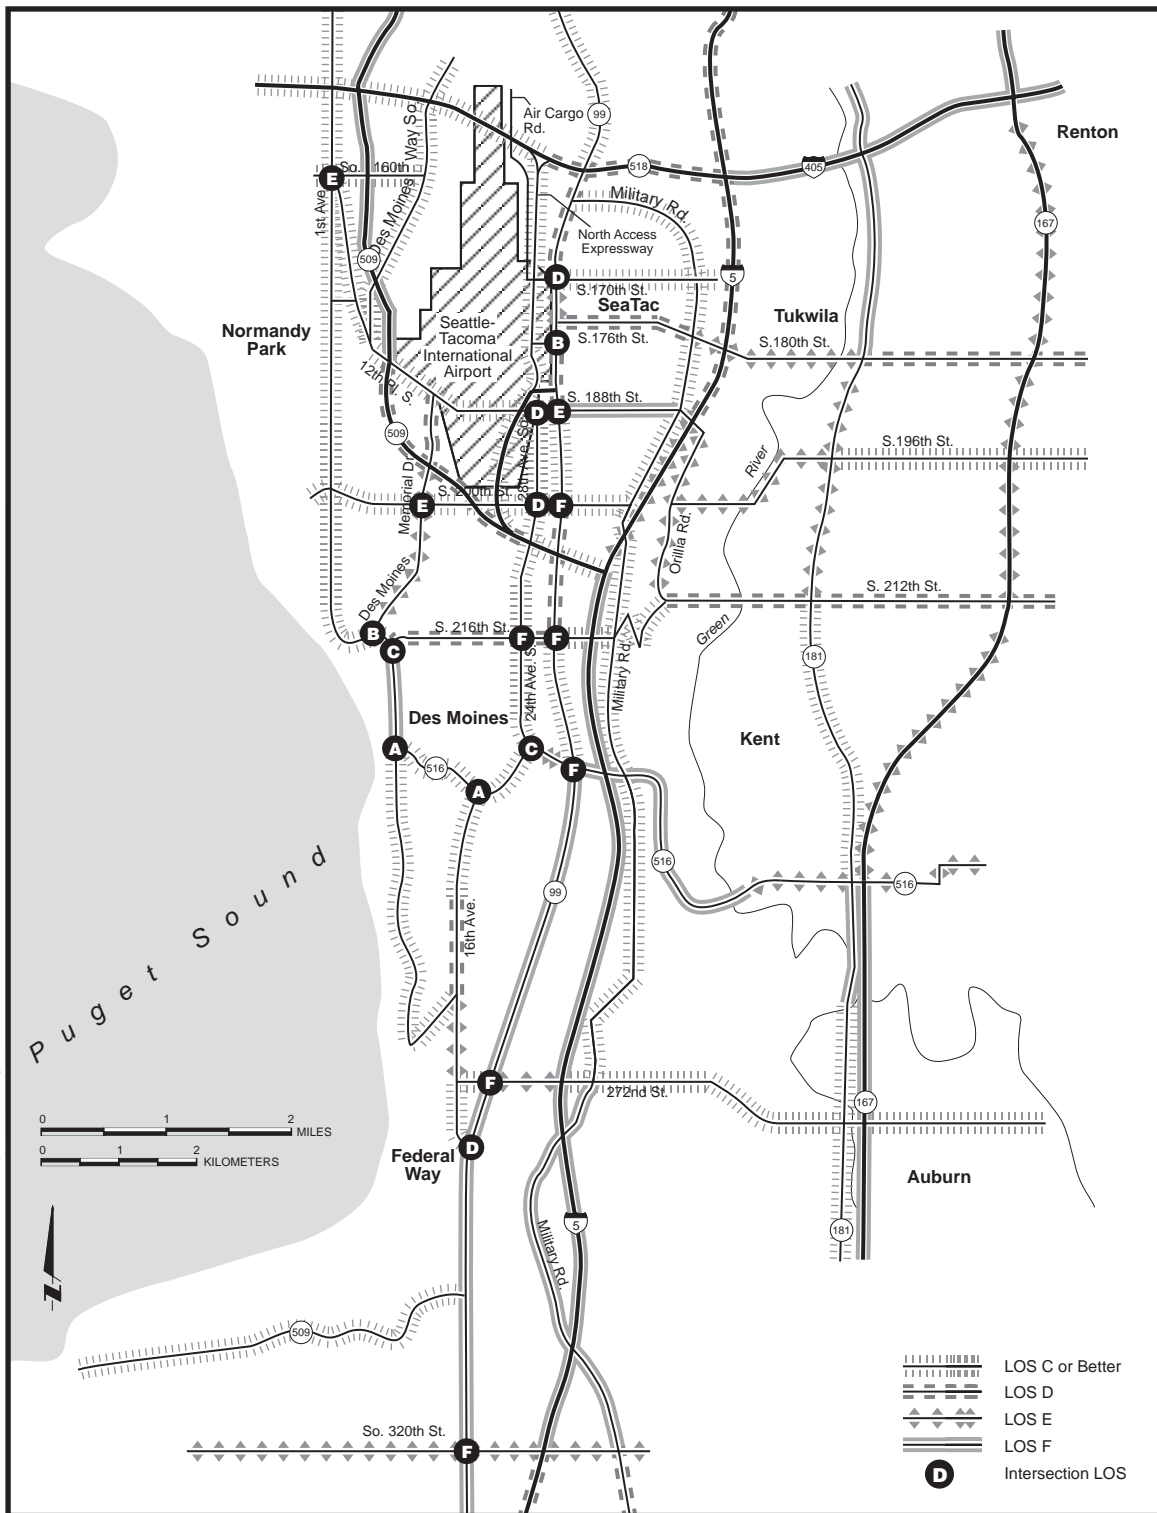 Air Cargo
Rd.
99
Renton
Des Moines Way So.
So. 160th
E
518
405
1st Ave.
Military Rd.
167
North Access
Expressway
509
D
5
S.170th St.
SeaTac
Tukwila
Normandy
Park
Seattle-
Tacoma
International
Airport
S.176th St.
B
S.180th St.
12th Pl. S.
S. 188th St.
D
E
509
28th Ave. So.
S.196th St.
River
Memorial Dr.
S. 200th St.
E
D
F
Orillia Rd.
Des Moines
S. 212th St.
B
S. 216th St.
F
F
Green
C
181
24th Ave. S.
Military Rd.
Des Moines
Kent
A
516
C
F
A
Puget Sound
516
99
516
16th Ave.
F
272nd St.
167
0 1 2
MILES
0 1 2
KILOMETERS
D
Federal
Way
Auburn
N
5
181
Military Rd.
509
LOS C or Better
LOS D
LOS E
LOS F
D
Intersection LOS
So. 320th St.
F